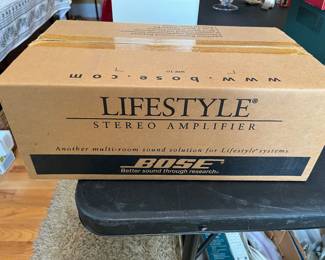 www.bose.com
LIFESTYLE®
STEREO AMPLIFIER
Another multi-room sound solution for Lifestyle® systems
BOSE®
Better sound through research®